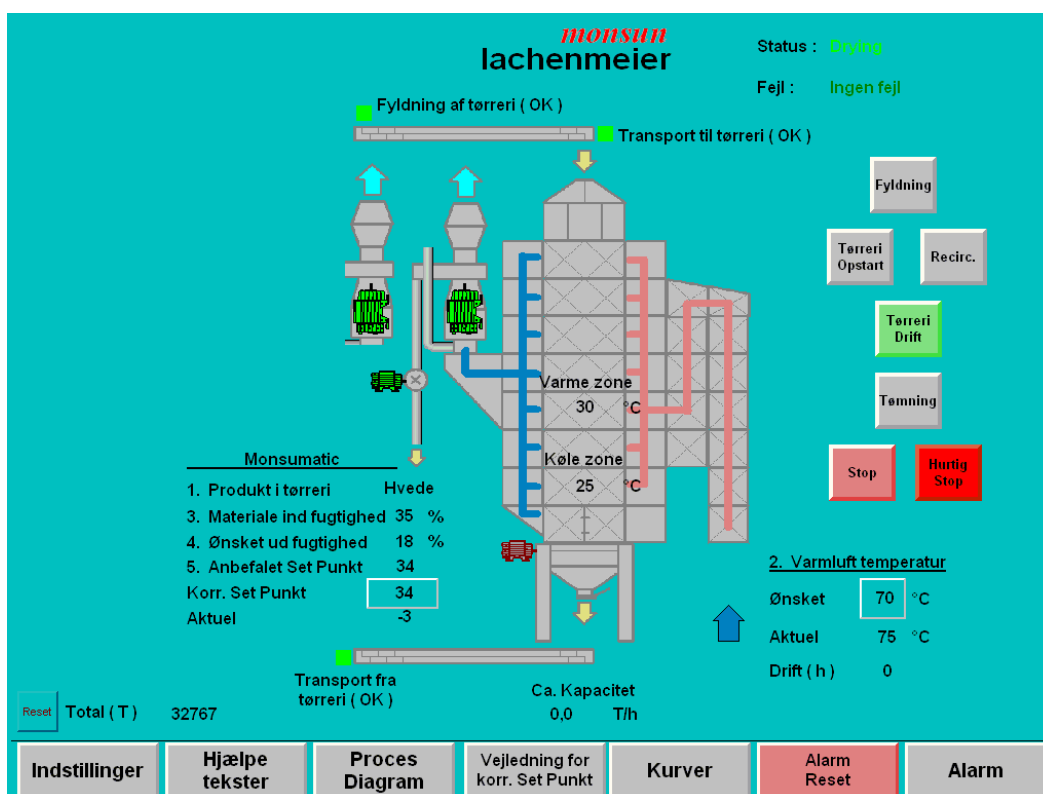 monsun
lachenmeier
Status : Drying
Fejl : Ingen fejl
Fyldning af tørreri ( OK )
Transport til tørreri ( OK )
Fyldning
Tørreri
Opstart
Recirc.
Tørreri
Drift
Tømning
Stop
Hurtig
Stop
Varme zone
30 °C
Køle zone
25 °C
Monsumatic
1. Produkt i tørreri Hvede
3. Materiale ind fugtighed 35 %
4. Ønsket ud fugtighed 18 %
5. Anbefalet Set Punkt 34
Korr. Set Punkt 34
Aktuel -3
2. Varmluft temperatur
Ønsket 70 °C
Aktuel 75 °C
Drift ( h ) 0
Transport fra
tørreri ( OK )
Ca. Kapacitet
0,0 T/h
Reset Total ( T ) 32767
Indstillinger
Hjælpe
tekster
Proces
Diagram
Vejledning for
korr. Set Punkt
Kurver
Alarm
Reset
Alarm